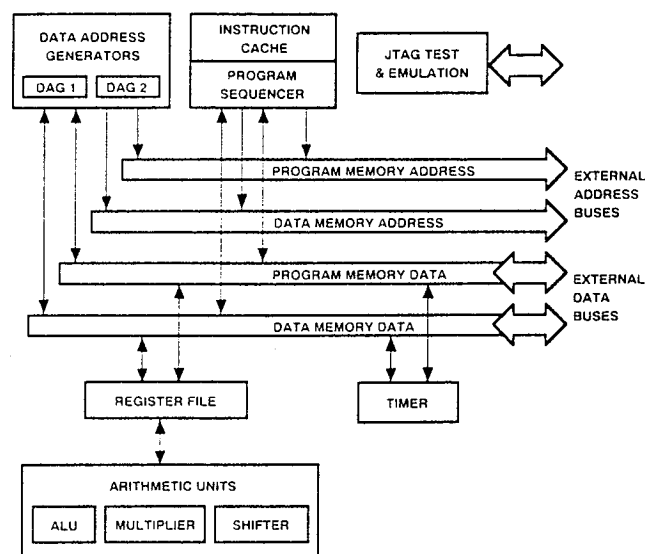 DATA ADDRESS
GENERATORS
DAG 1
DAG 2
INSTRUCTION
CACHE
PROGRAM
SEQUENCER
JTAG TEST
& EMULATION
PROGRAM MEMORY ADDRESS
EXTERNAL
ADDRESS
BUSES
DATA MEMORY ADDRESS
PROGRAM MEMORY DATA
EXTERNAL
DATA
BUSES
DATA MEMORY DATA
REGISTER FILE
TIMER
ARITHMETIC UNITS
ALU
MULTIPLIER
SHIFTER